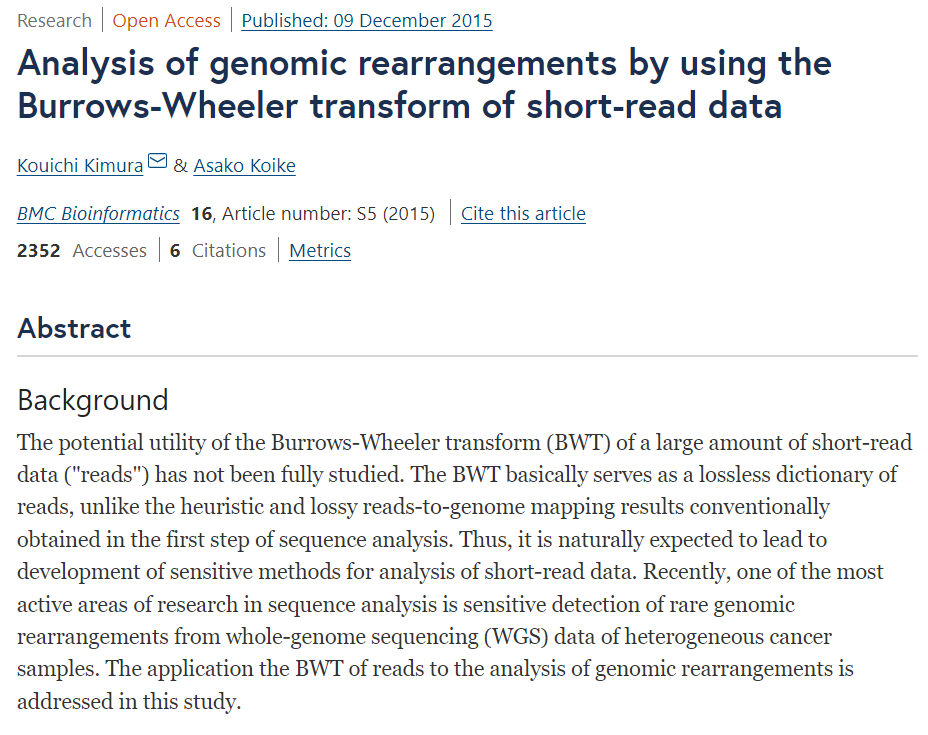 Research | Open Access | Published: 09 December 2015
Analysis of genomic rearrangements by using the
Burrows-Wheeler transform of short-read data
Kouichi Kimura & Asako Koike
BMC Bioinformatics 16, Article number: S5 (2015) | Cite this article
2352 Accesses | 6 Citations | Metrics
Abstract
Background
The potential utility of the Burrows-Wheeler transform (BWT) of a large amount of short-read
data ("reads") has not been fully studied. The BWT basically serves as a lossless dictionary of
reads, unlike the heuristic and lossy reads-to-genome mapping results conventionally
obtained in the first step of sequence analysis. Thus, it is naturally expected to lead to
development of sensitive methods for analysis of short-read data. Recently, one of the most
active areas of research in sequence analysis is sensitive detection of rare genomic
rearrangements from whole-genome sequencing (WGS) data of heterogeneous cancer
samples. The application the BWT of reads to the analysis of genomic rearrangements is
addressed in this study.